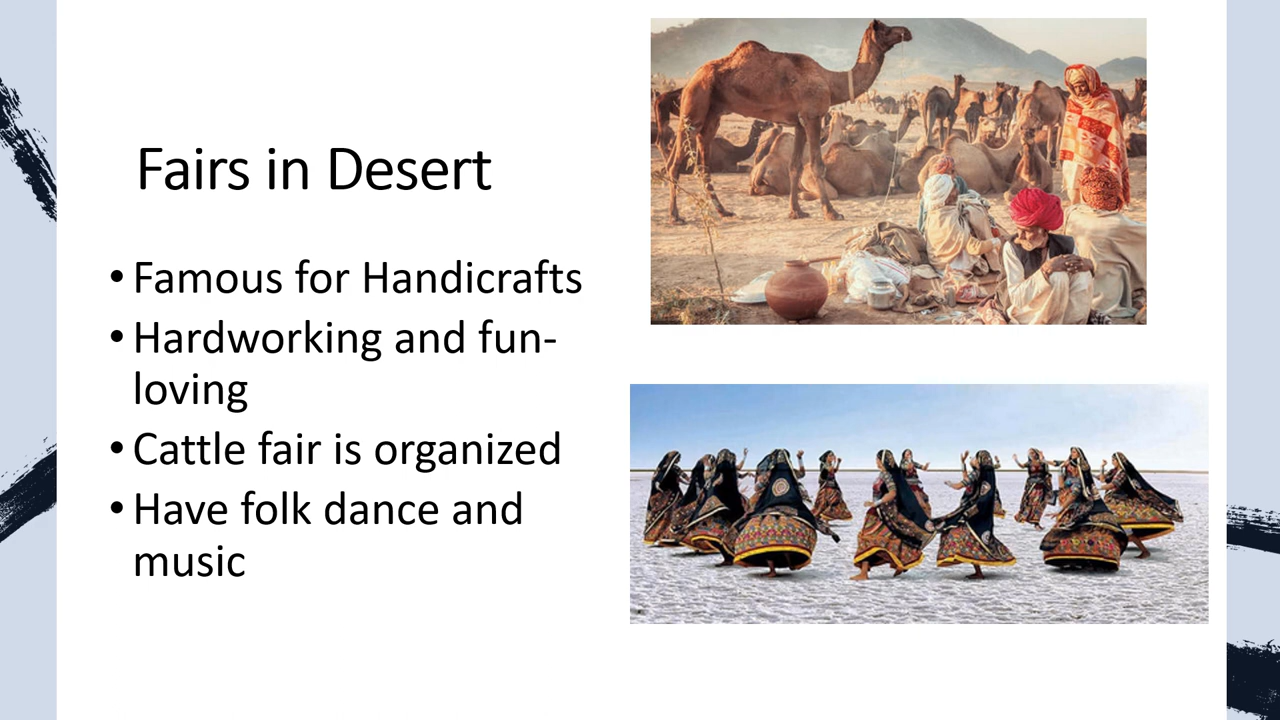 Fairs in Desert
• Famous for Handicrafts
• Hardworking and fun-
loving
• Cattle fair is organized
• Have folk dance and
music